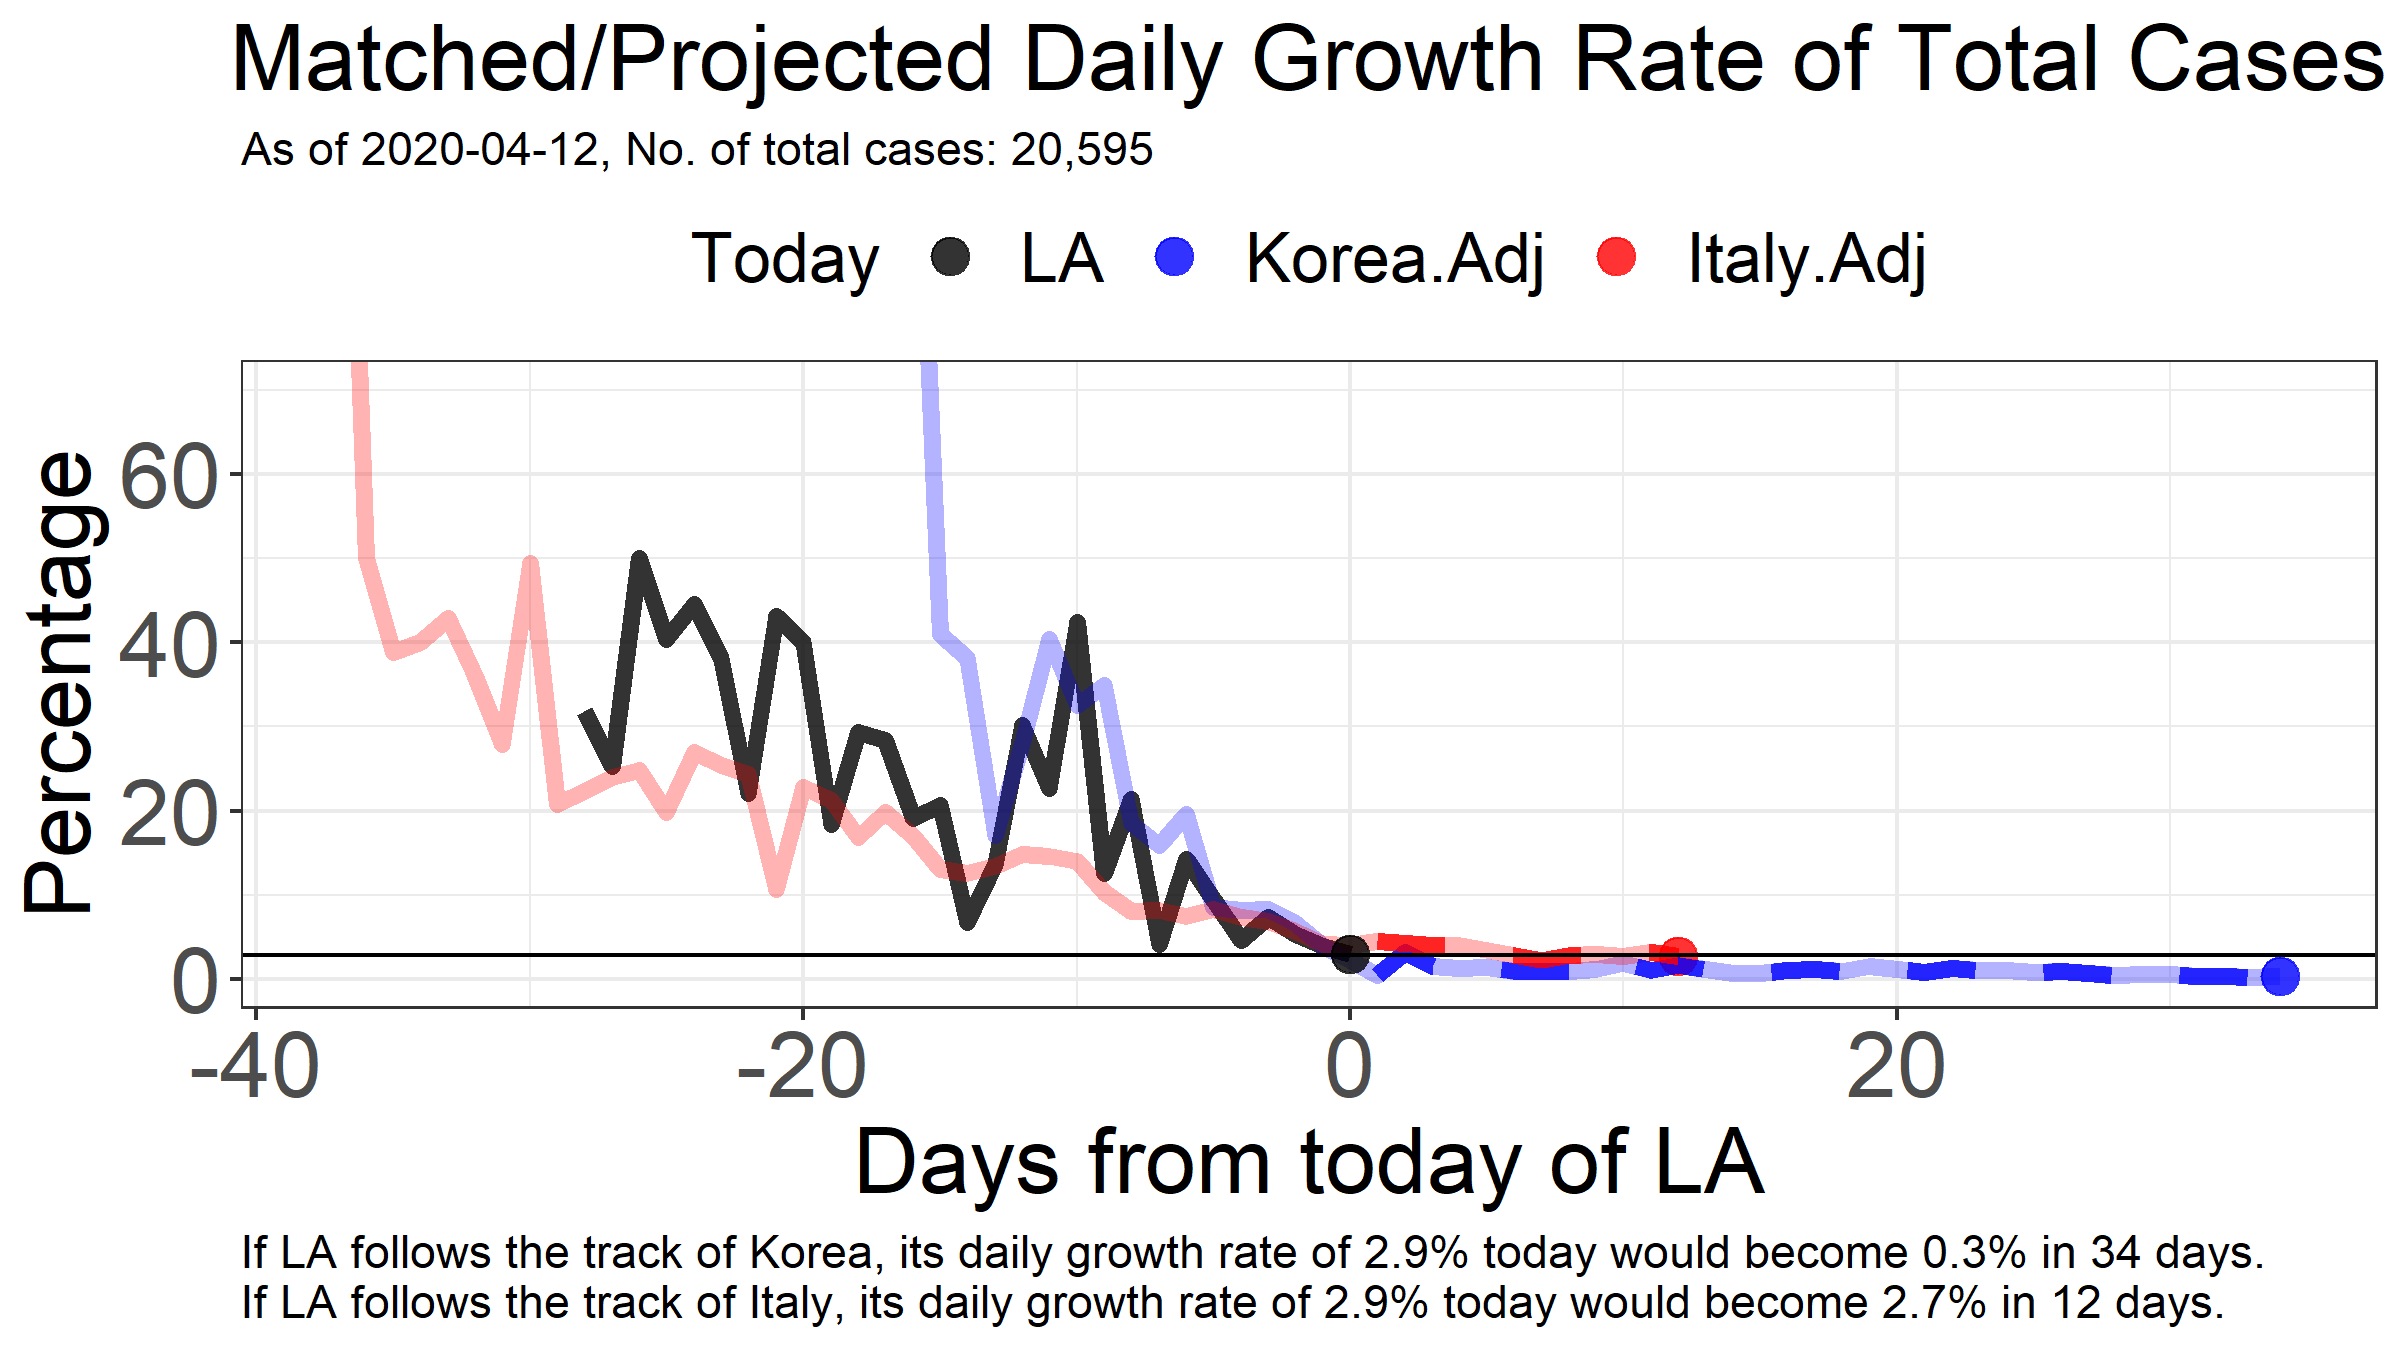 Matched/Projected Daily Growth Rate of Total Cases
As of 2020-04-12, No. of total cases: 20,595
Today LA Korea.Adj Italy.Adj
Percentage
60
40
20
0
-40 -20 0 20
Days from today of LA
If LA follows the track of Korea, its daily growth rate of 2.9% today would become 0.3% in 34 days.
If LA follows the track of Italy, its daily growth rate of 2.9% today would become 2.7% in 12 days.